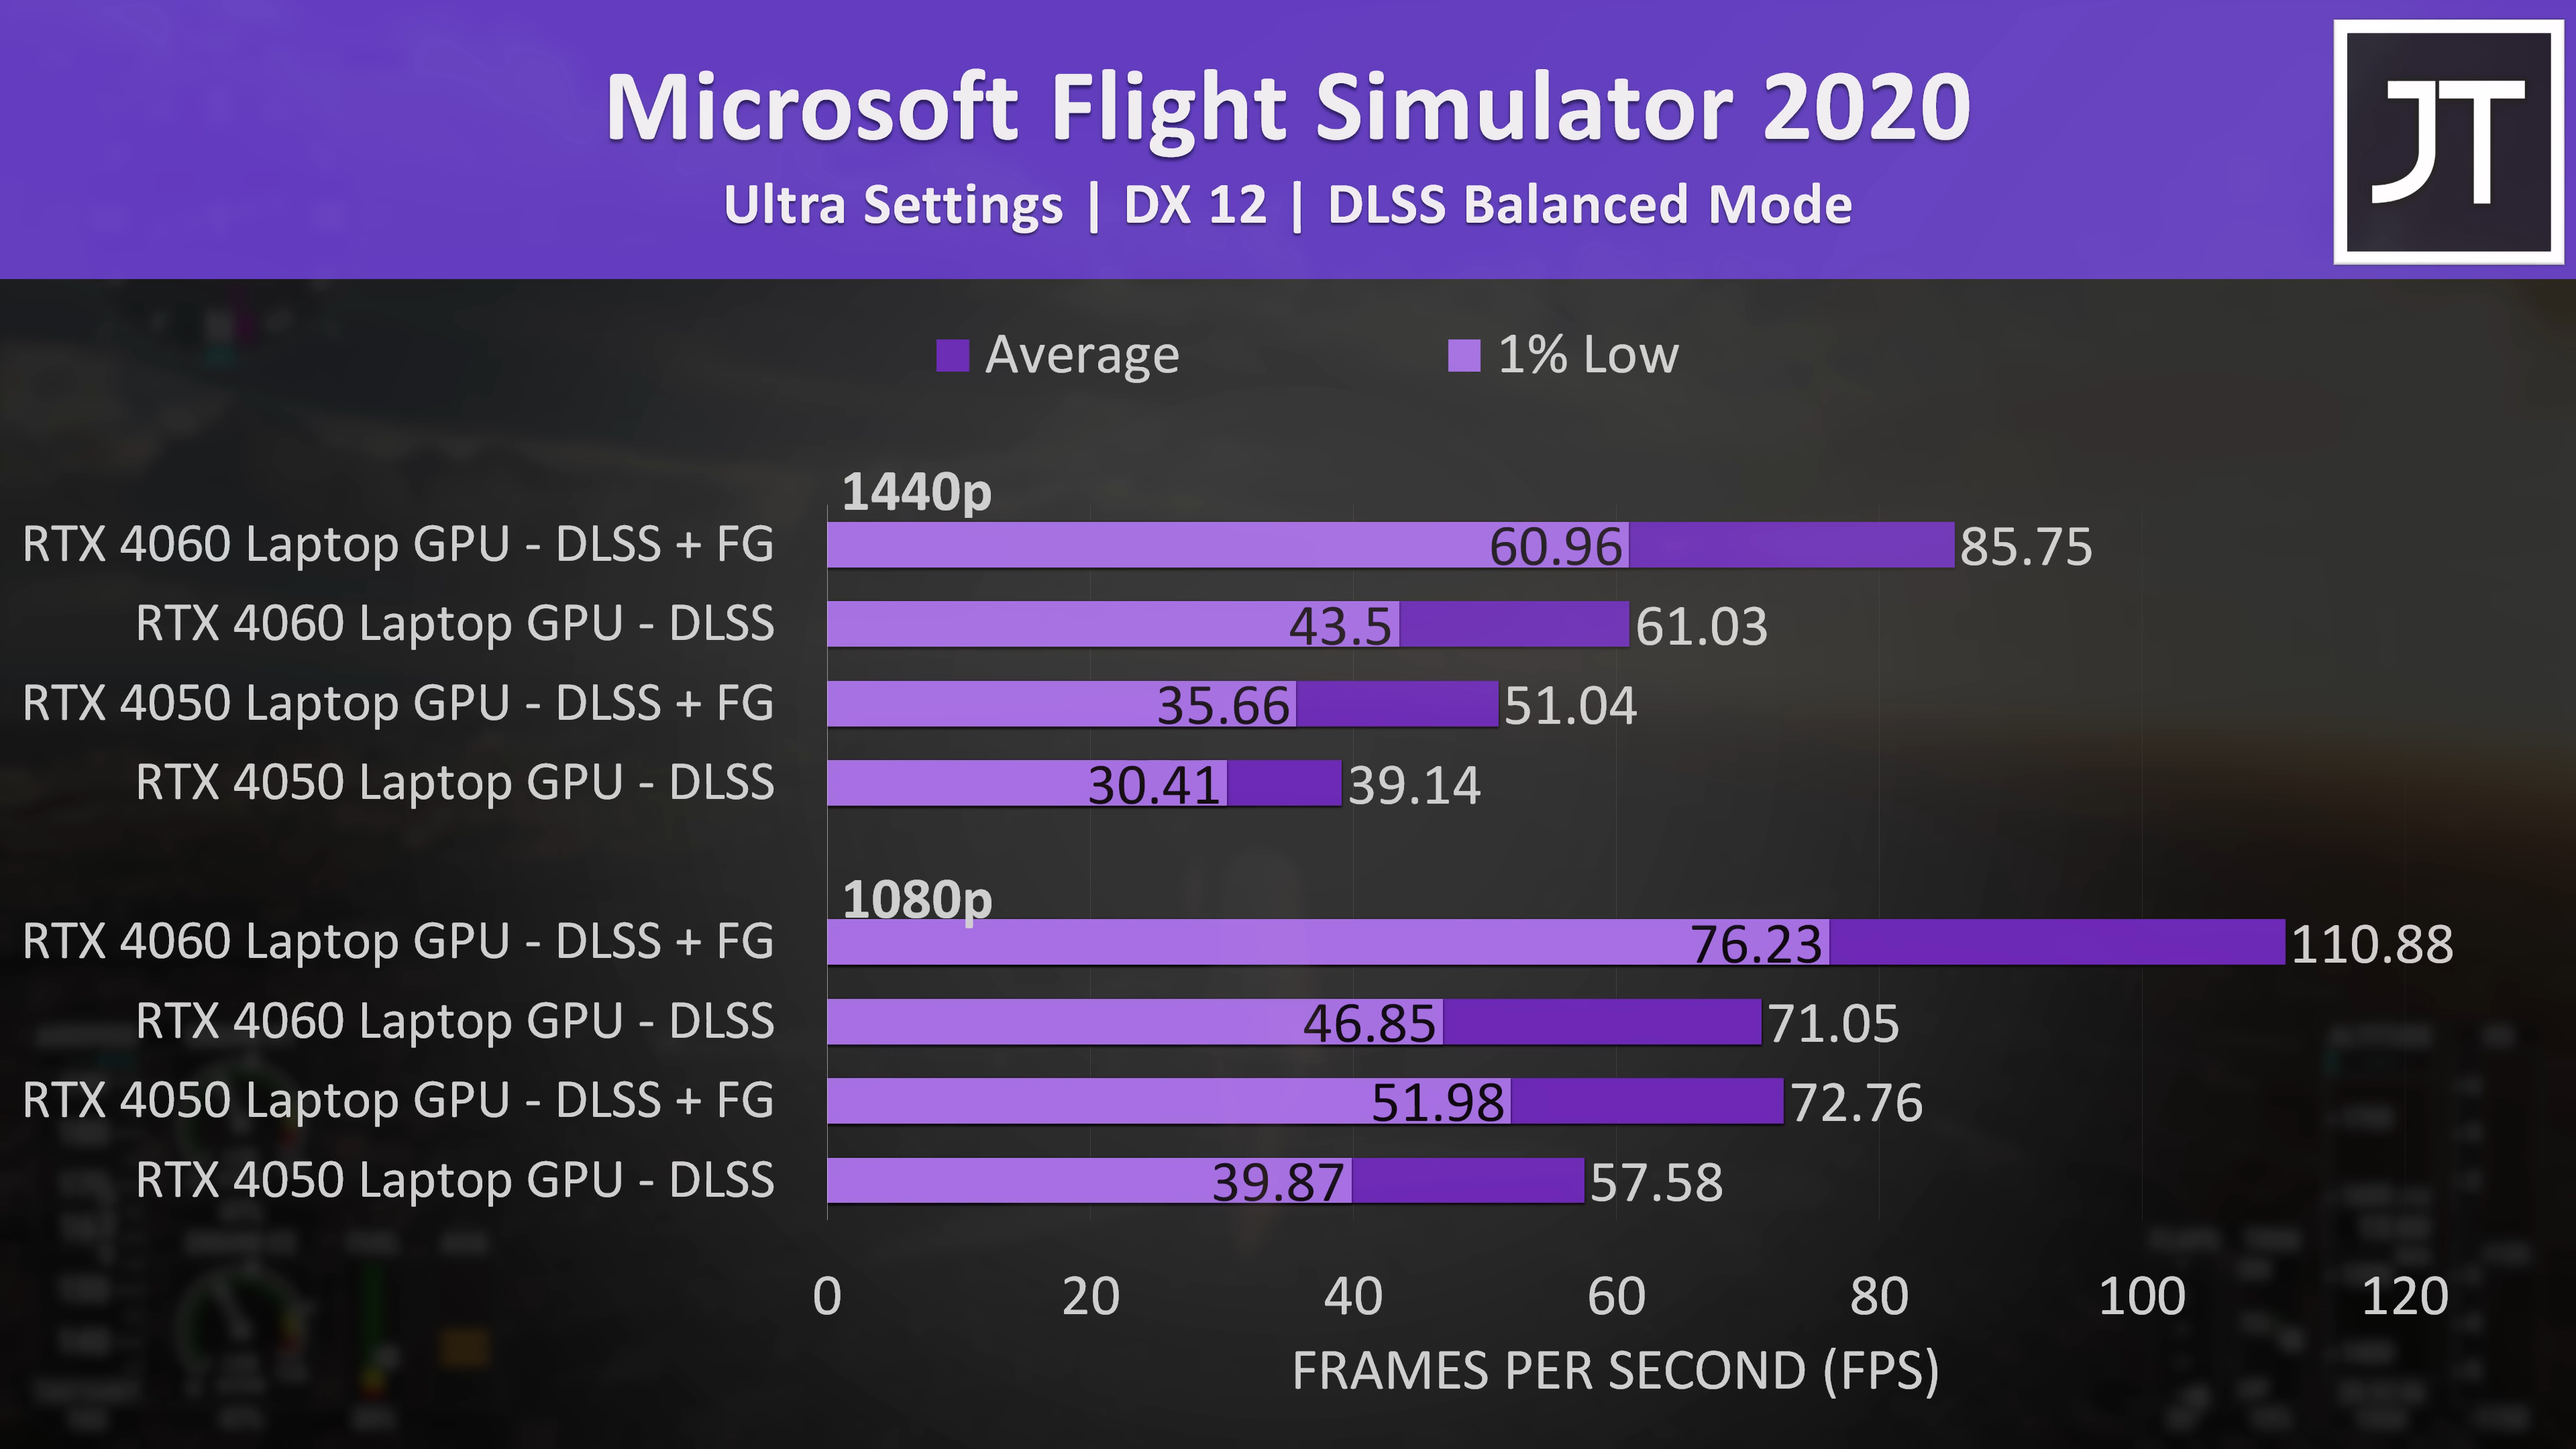 Microsoft Flight Simulator 2020
Ultra Settings | DX 12 | DLSS Balanced Mode
JT
Average
1% Low
1440p
RTX 4060 Laptop GPU - DLSS + FG 60.96 85.75
RTX 4060 Laptop GPU - DLSS 43.5 61.03
RTX 4050 Laptop GPU - DLSS + FG 35.66 51.04
RTX 4050 Laptop GPU - DLSS 30.41 39.14
1080p
RTX 4060 Laptop GPU - DLSS + FG 76.23 110.88
RTX 4060 Laptop GPU - DLSS 46.85 71.05
RTX 4050 Laptop GPU - DLSS + FG 51.98 72.76
RTX 4050 Laptop GPU - DLSS 39.87 57.58
0 20 40 60 80 100 120
FRAMES PER SECOND (FPS)